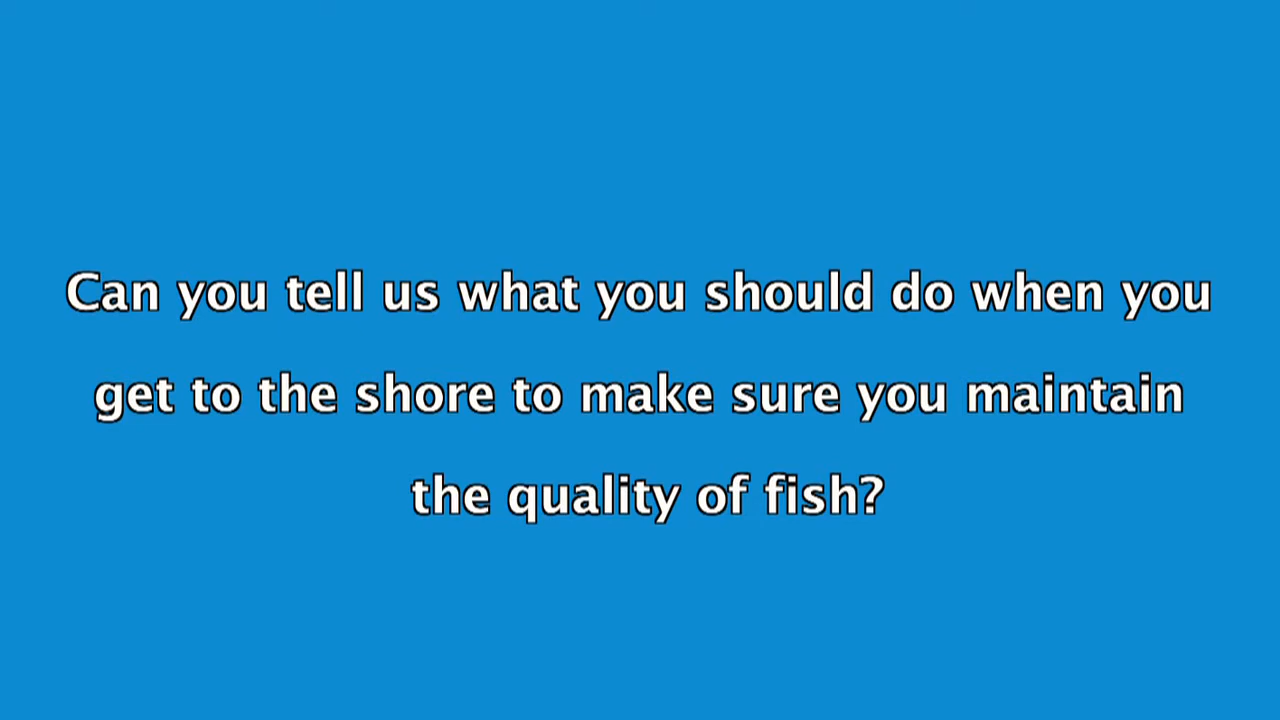 Can you tell us what you should do when you
get to the shore to make sure you maintain
the quality of fish?